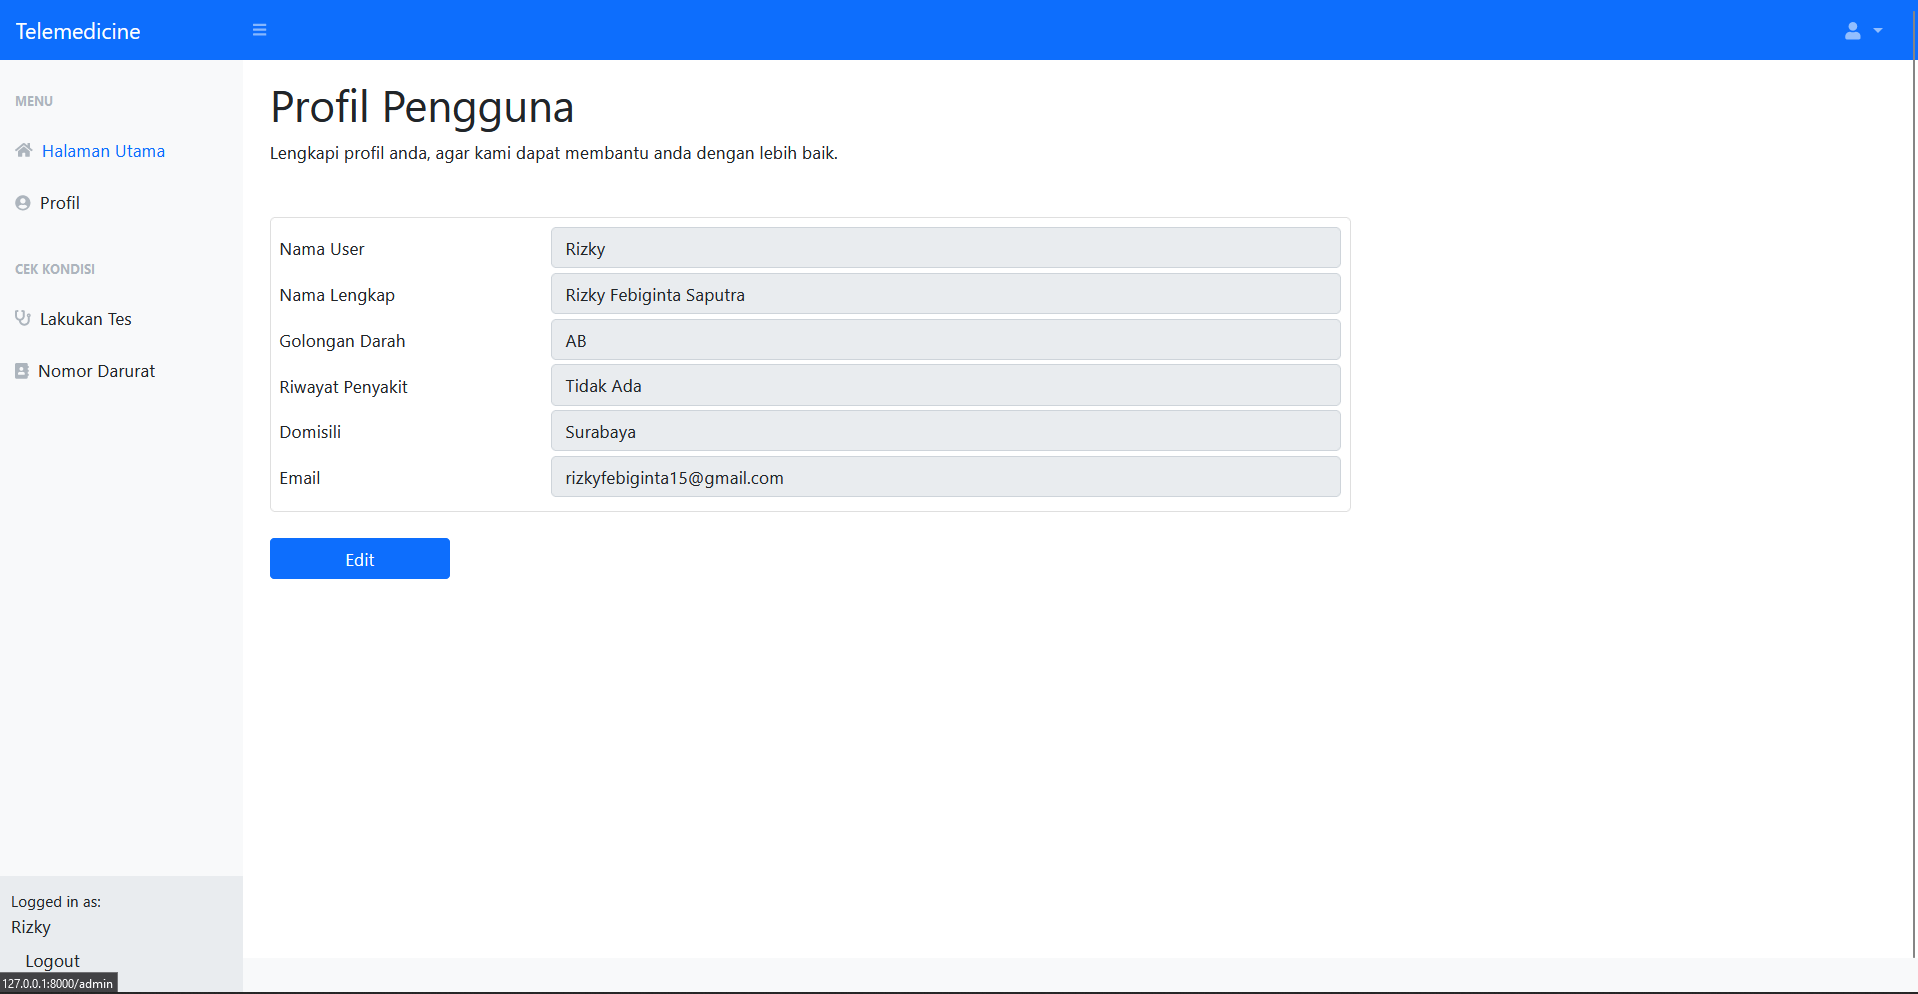 Telemedicine
MENU
Halaman Utama
Profil
CEK KONDISI
Lakukan Tes
Nomor Darurat
Logged in as:
Rizky
Logout
127.0.0.1:8000/admin
Profil Pengguna
Lengkapi profil anda, agar kami dapat membantu anda dengan lebih baik.
Nama User Rizky
Nama Lengkap Rizky Febiginta Saputra
Golongan Darah AB
Riwayat Penyakit Tidak Ada
Domisili Surabaya
Email rizkyfebiginta15@gmail.com
Edit